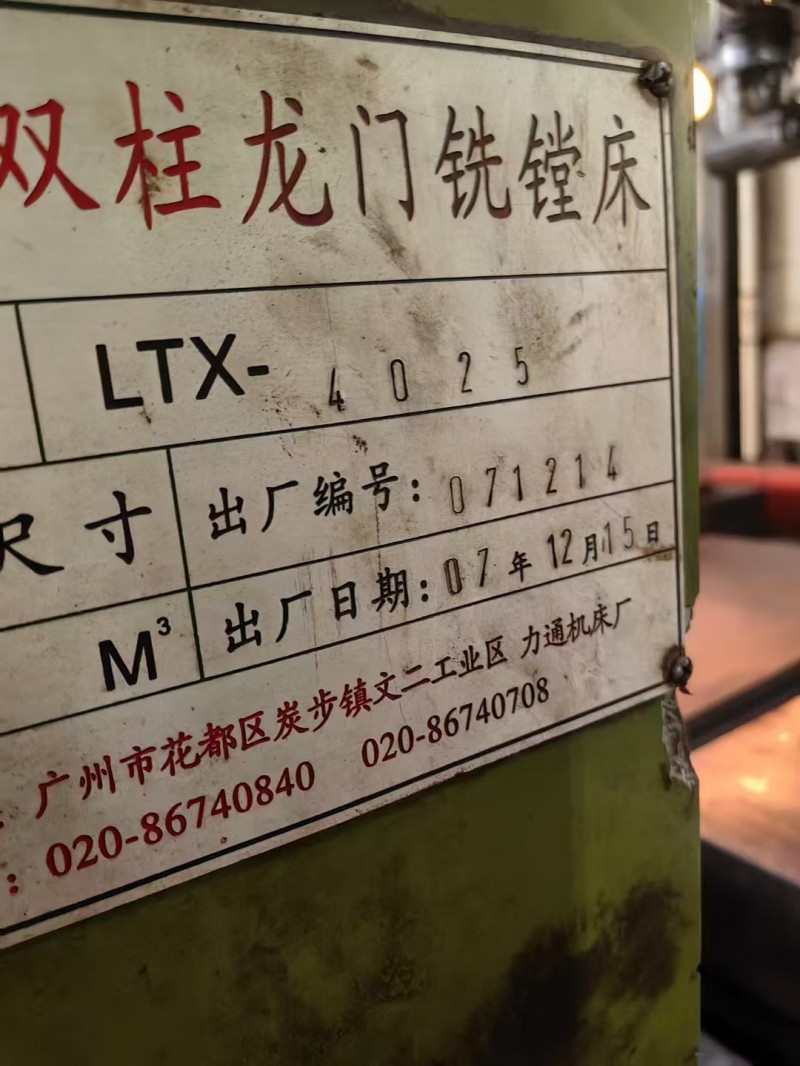 双柱龙门铣镗床
LTX-4025
尺寸 出厂编号：071214
M³ 出厂日期：07年12月15日
广州市花都区炭步镇文二工业区 力通机床厂
：020-86740840 020-86740708